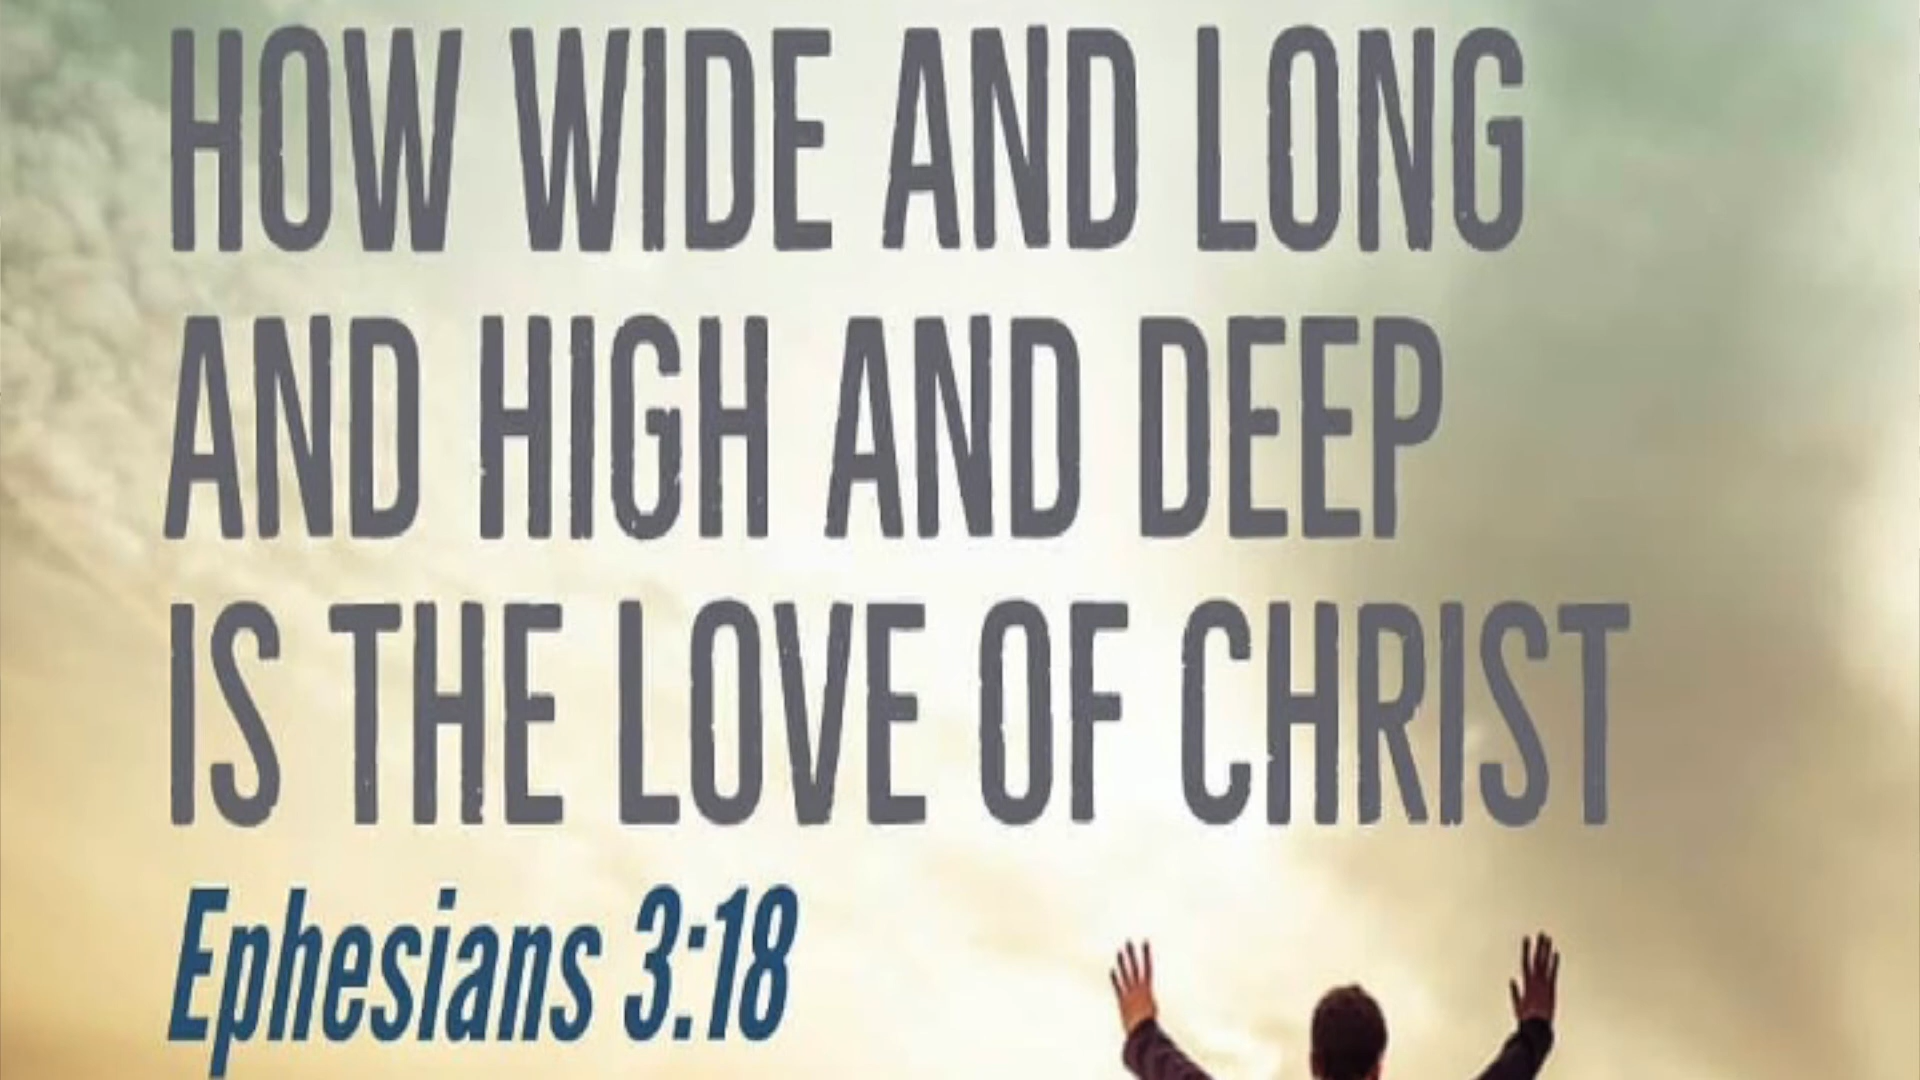 HOW WIDE AND LONG
AND HIGH AND DEEP
IS THE LOVE OF CHRIST
Ephesians 3:18